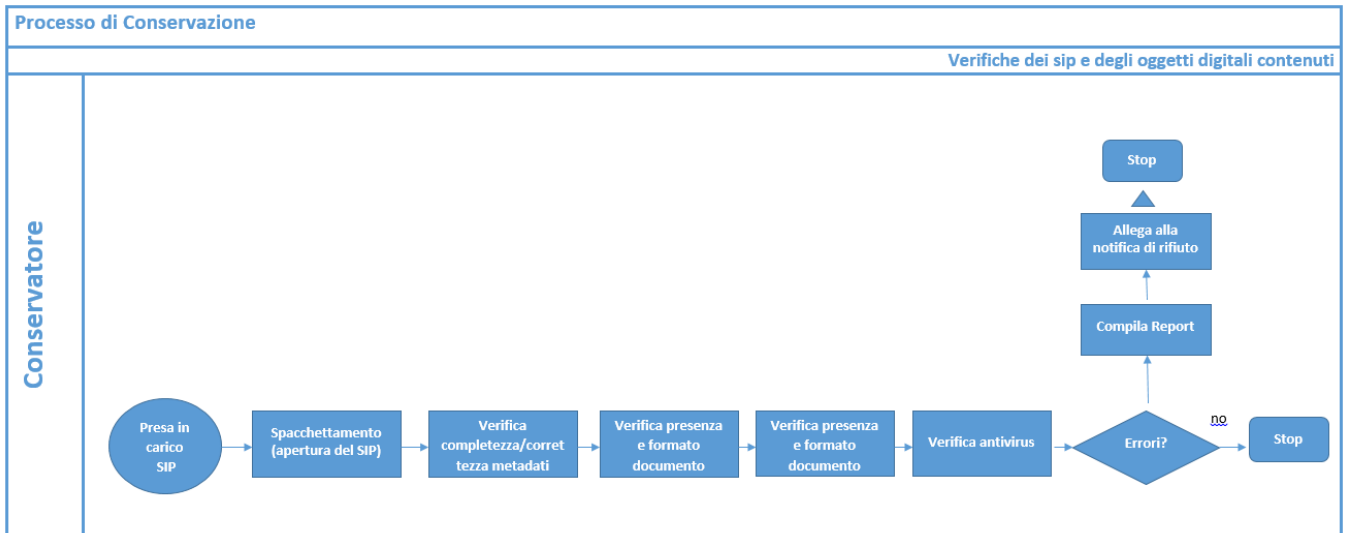 Processo di Conservazione
Verifiche dei sip e degli oggetti digitali contenuti
Conservatore
Stop
Allega alla
notifica di rifiuto
Compila Report
Presa in
carico
SIP
Spacchettamento
(apertura del SIP)
Verifica
completezza/corret
tezza metadati
Verifica presenza
e formato
documento
Verifica presenza
e formato
documento
Verifica antivirus
Errori?
no
Stop